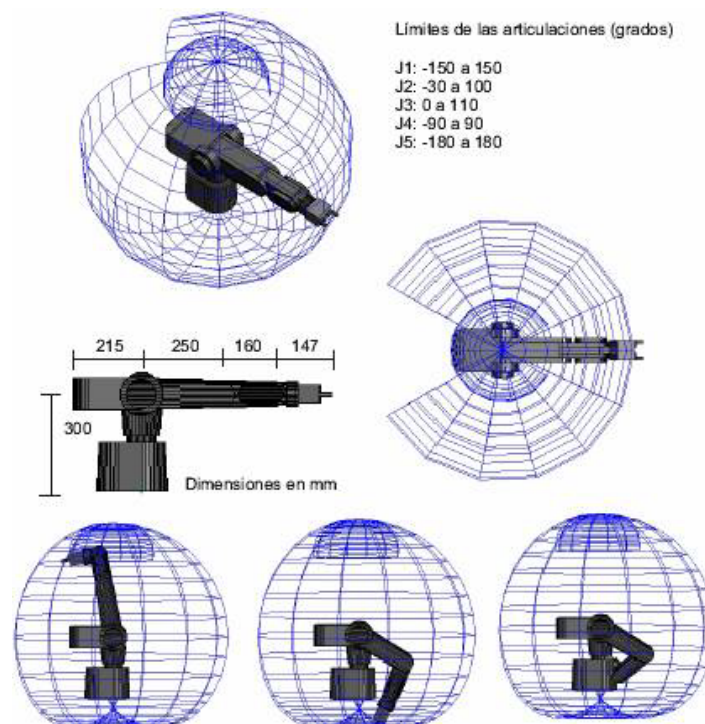 Límites de las articulaciones (grados)
J1: -150 a 150
J2: -30 a 100
J3: 0 a 110
J4: -90 a 90
J5: -180 a 180
215 250 160 147
300
Dimensiones en mm